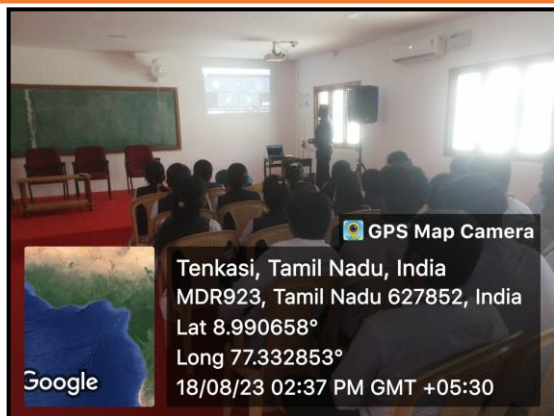 GPS Map Camera
Tenkasi, Tamil Nadu, India
MDR923, Tamil Nadu 627852, India
Lat 8.990658°
Long 77.332853°
18/08/23 02:37 PM GMT +05:30
Google